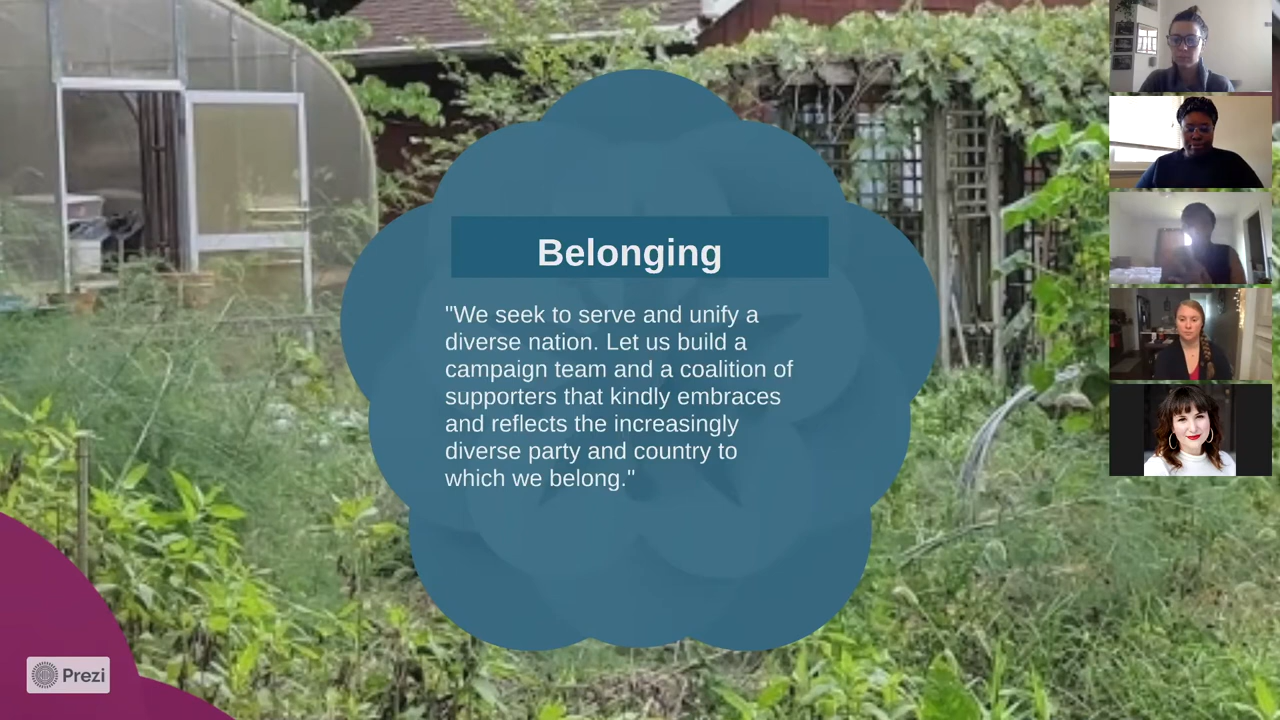 Belonging
"We seek to serve and unify a
diverse nation. Let us build a
campaign team and a coalition of
supporters that kindly embraces
and reflects the increasingly
diverse party and country to
which we belong."
Prezi